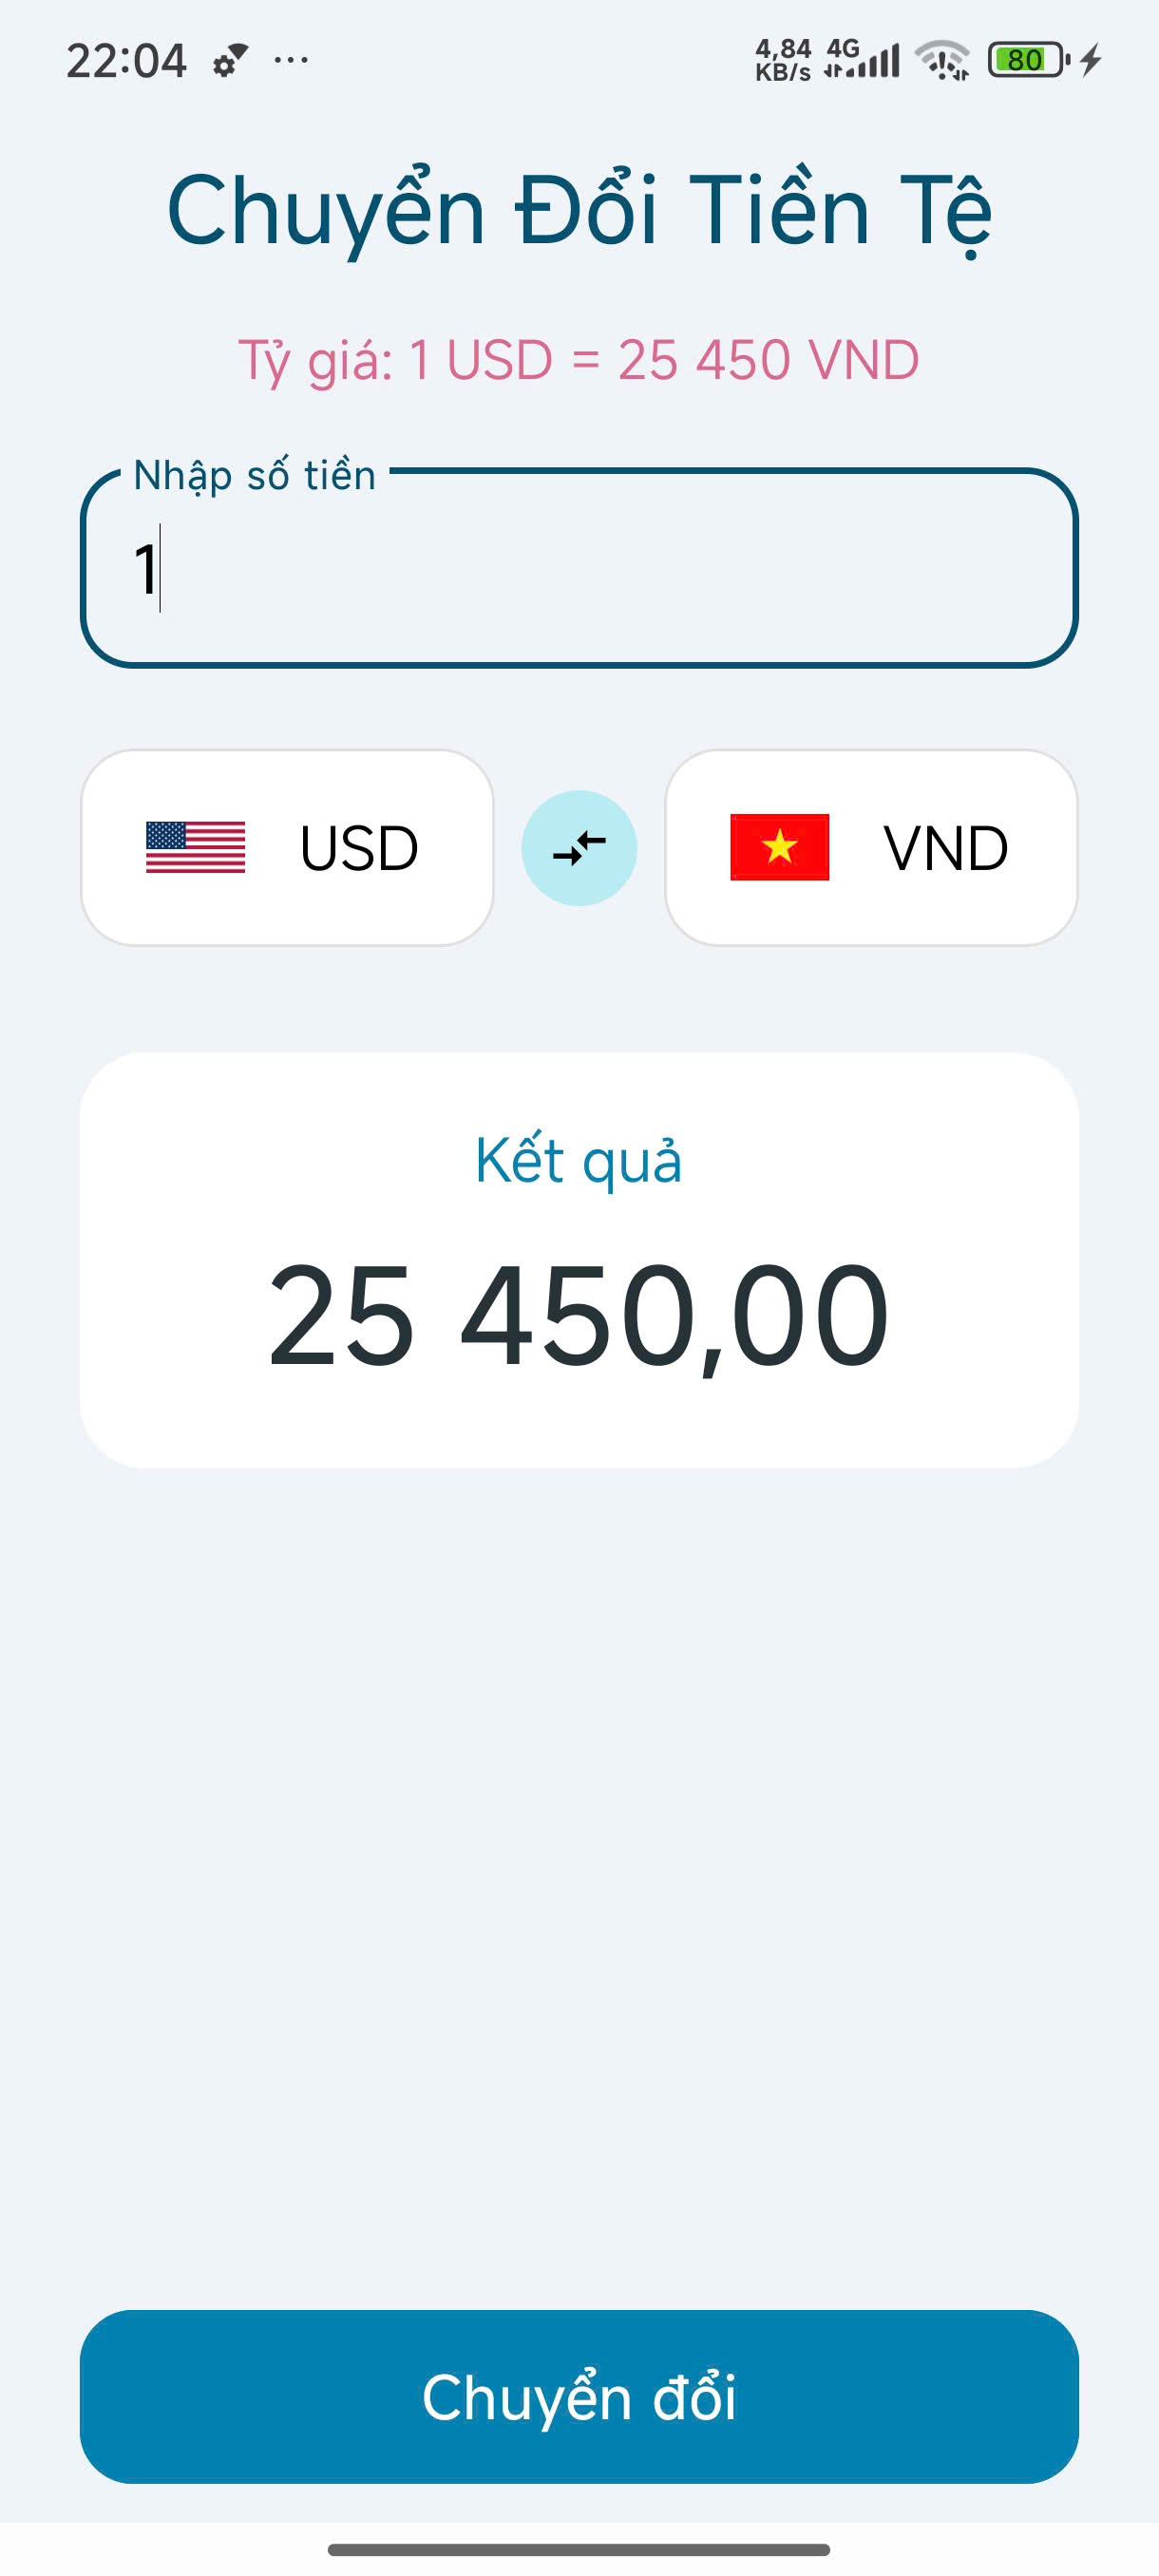 22:04 ...
4,84 KB/s 4G 80
Chuyển Đổi Tiền Tệ
Tỷ giá: 1 USD = 25 450 VND
Nhập số tiền
1
USD VND
Kết quả
25 450,00
Chuyển đổi